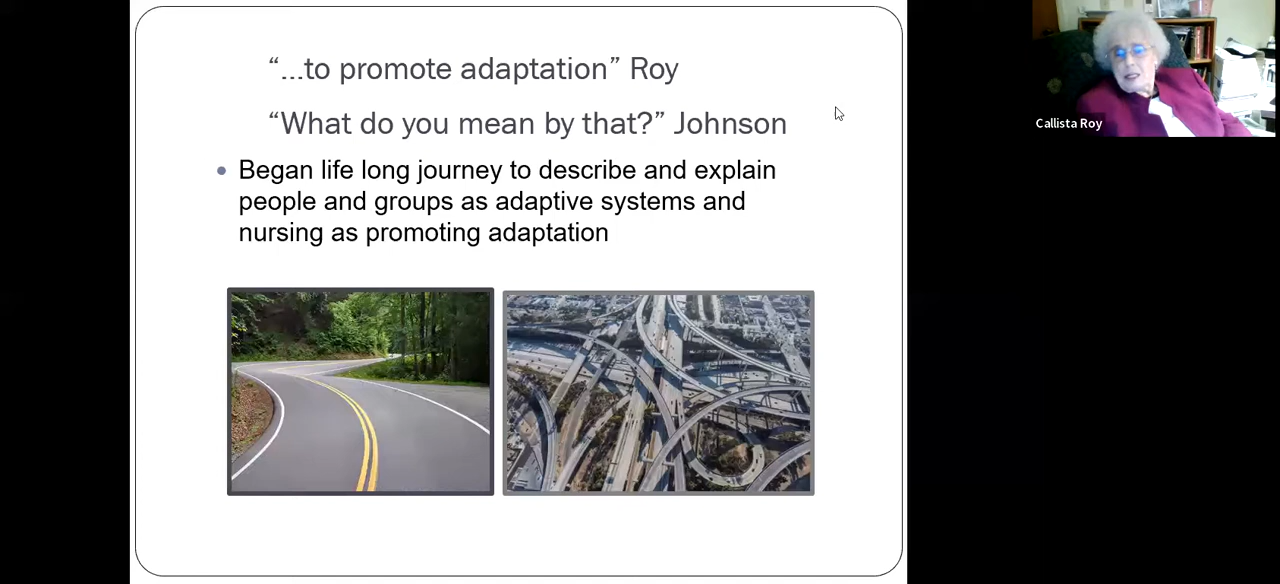 “...to promote adaptation” Roy
“What do you mean by that?” Johnson
• Began life long journey to describe and explain
people and groups as adaptive systems and
nursing as promoting adaptation
Callista Roy